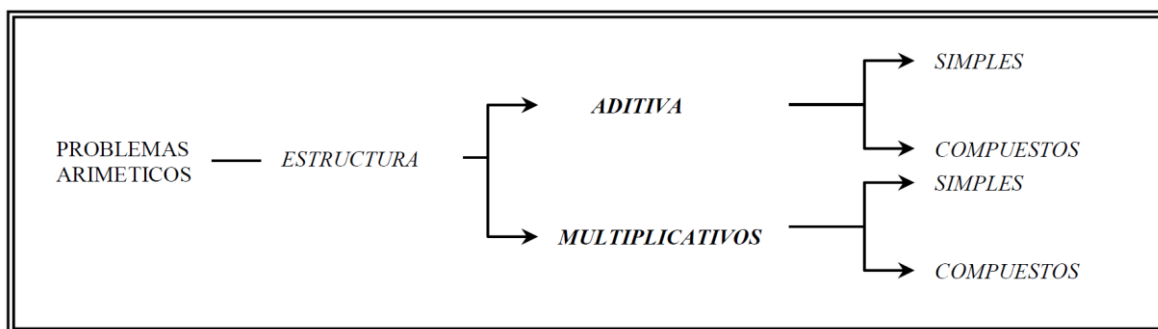 PROBLEMAS
ARIMETICOS
ESTRUCTURA
ADITIVA
SIMPLES
COMPUESTOS
MULTIPLICATIVOS
SIMPLES
COMPUESTOS